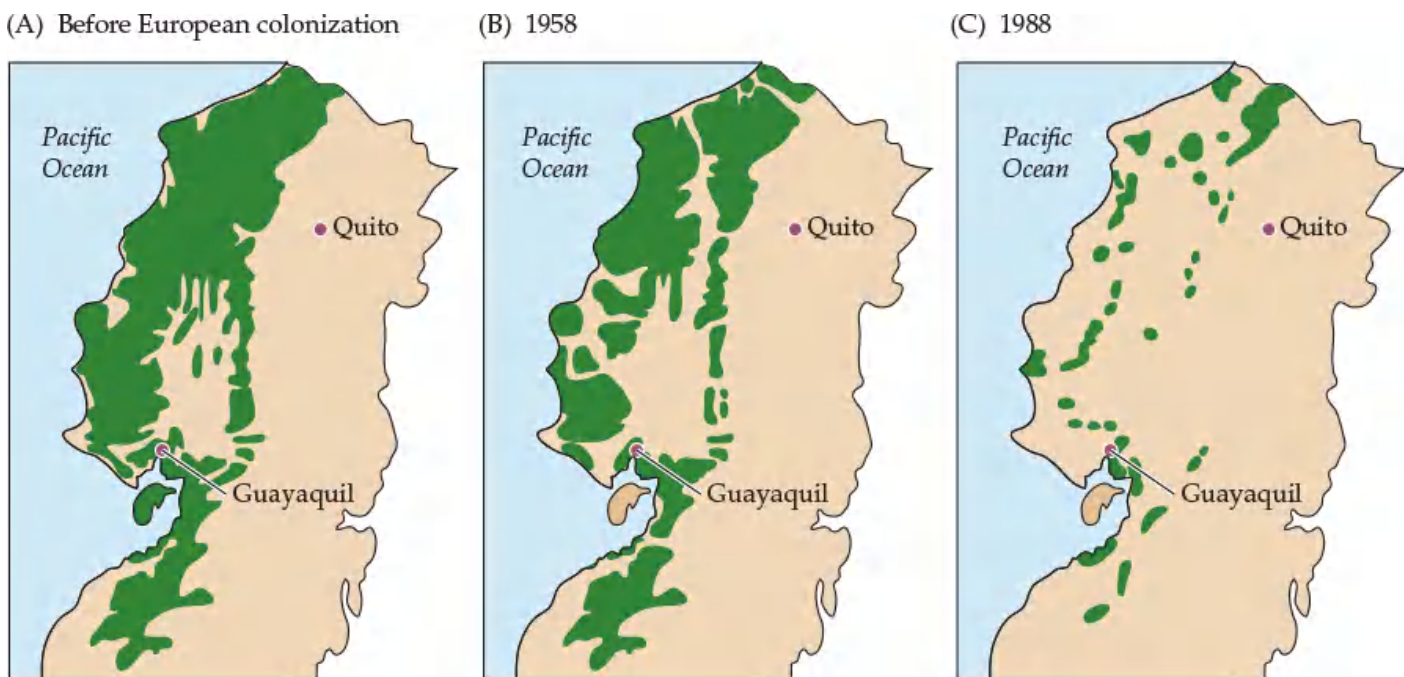 (A) Before European colonization
(B) 1958
(C) 1988
Pacific
Ocean
Quito
Guayaquil
Pacific
Ocean
Quito
Guayaquil
Pacific
Ocean
Quito
Guayaquil